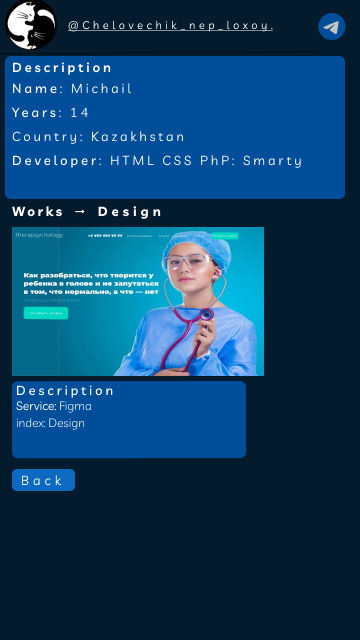 @Chelovechik_nep_loxoy.
Description
Name: Michail
Years: 14
Country: Kazakhstan
Developer: HTML CSS PhP: Smarty
Works → Design
therapsychology
Как разобраться, что творится у
ребенка в голове и не запутаться
в том, что нормально, а что — нет
Description
Service: Figma
index: Design
Back